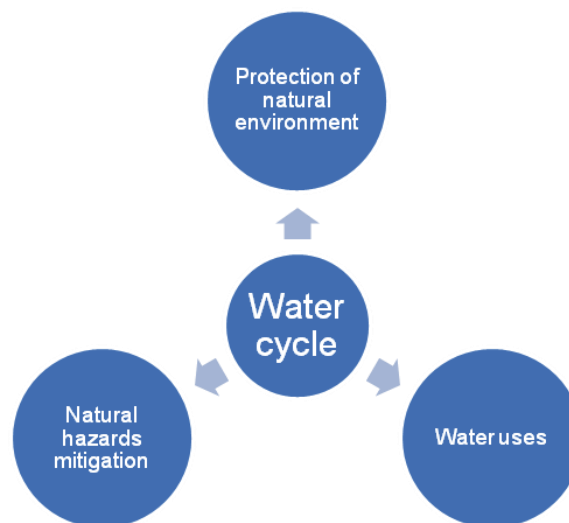 Protection of
natural
environment
Water
cycle
Natural
hazards
mitigation
Water uses